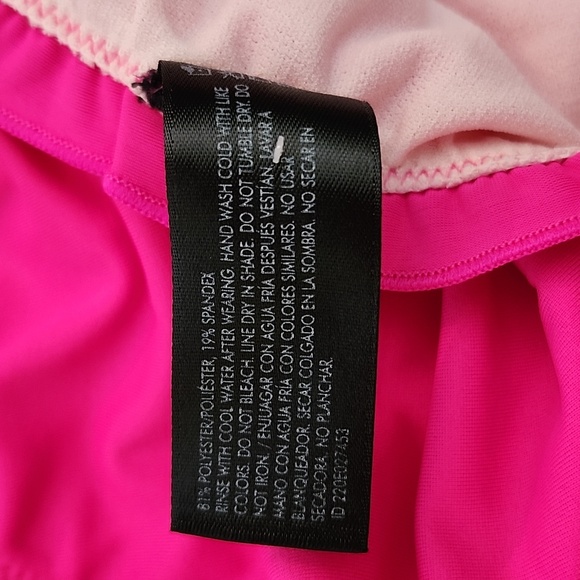 81% POLYESTER/POLIÉSTER, 19% SPANDEX
RINSE WITH COOL WATER AFTER WEARING. HAND WASH COLD WITH LIKE
COLORS. DO NOT BLEACH. LINE DRY IN SHADE. DO NOT TUMBLE DRY. DO
NOT IRON. / ENJUAGAR CON AGUA FRÍA DESPUÉS VESTIAN. LAVAR A
MANO CON AGUA FRÍA CON COLORES SIMILARES. NO USAR
BLANQUEADOR. SECAR COLGADO EN LA SOMBRA. NO SECAR EN
SECADORA. NO PLANCHAR.
ID 220E027453